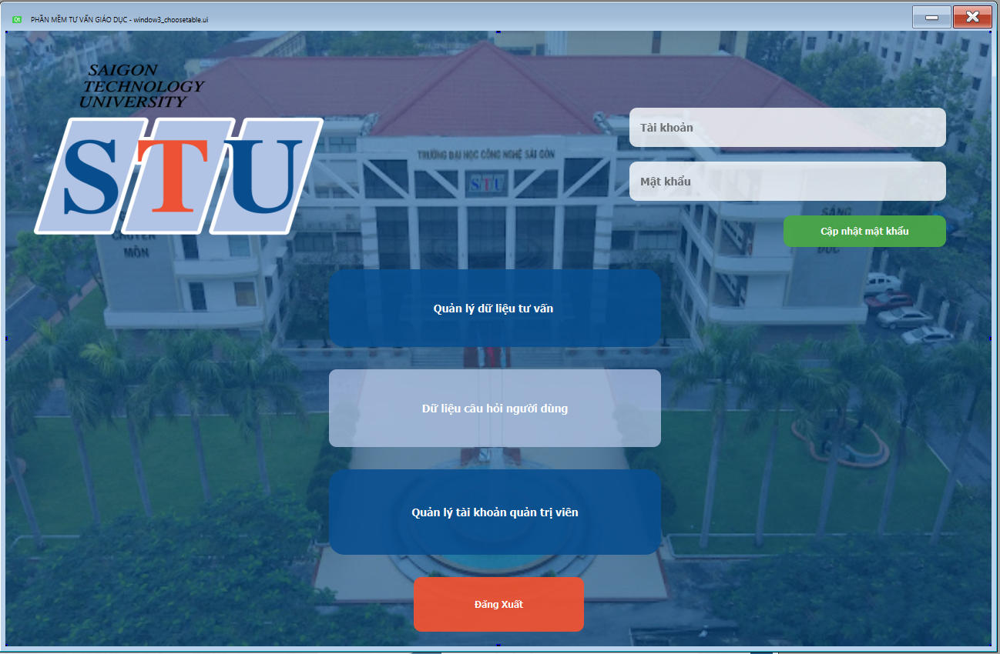 PHẦN MỀM TƯ VẤN GIÁO DỤC - window3_choosetable.ui
SAIGON
TECHNOLOGY
UNIVERSITY
STU
TRƯỜNG ĐẠI HỌC CÔNG NGHỆ SÀI GÒN
STU
Tài khoản
Mật khẩu
SÁNG
Cập nhật mật khẩu
ĐỨC
CHUYÊN
MÔN
Quản lý dữ liệu tư vấn
Dữ liệu câu hỏi người dùng
Quản lý tài khoản quản trị viên
Đăng Xuất